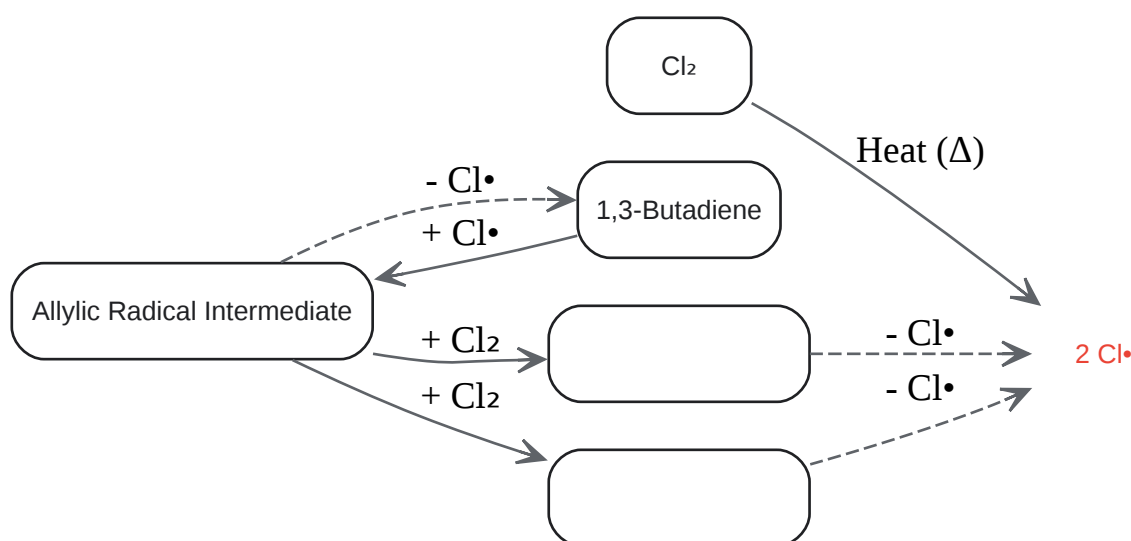 Cl₂
Heat (Δ)
- Cl•
1,3-Butadiene
+ Cl•
Allylic Radical Intermediate
+ Cl₂
- Cl•
2 Cl•
+ Cl₂
- Cl•